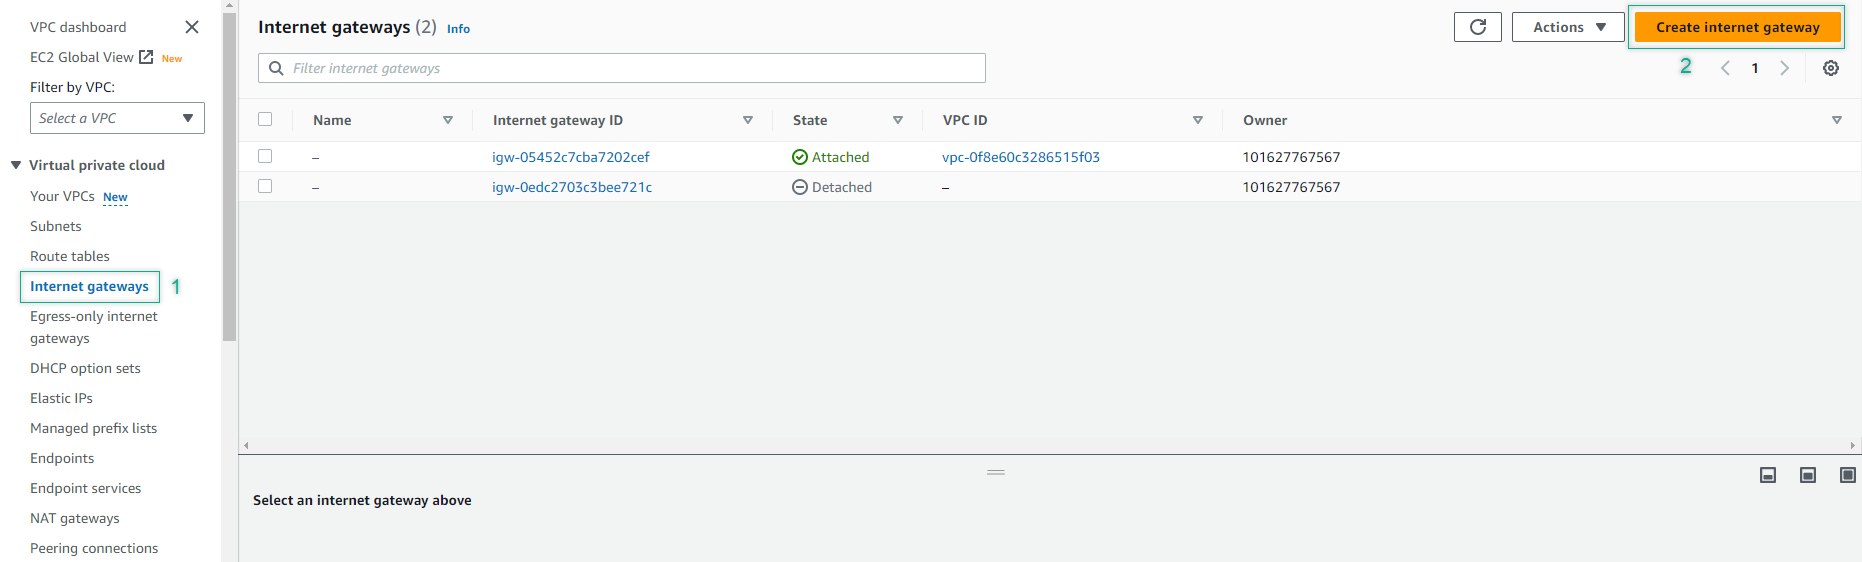 VPC dashboard
EC2 Global View New
Filter by VPC:
Select a VPC
Virtual private cloud
Your VPCs New
Subnets
Route tables
Internet gateways 1
Egress-only internet
gateways
DHCP option sets
Elastic IPs
Managed prefix lists
Endpoints
Endpoint services
NAT gateways
Peering connections
Internet gateways (2) Info
Actions
Create internet gateway
Filter internet gateways
2 1
Name Internet gateway ID State VPC ID Owner
– igw-05452c7cba7202cef Attached vpc-0f8e60c3286515f03 101627767567
– igw-0edc2703c3bee721c Detached – 101627767567
Select an internet gateway above